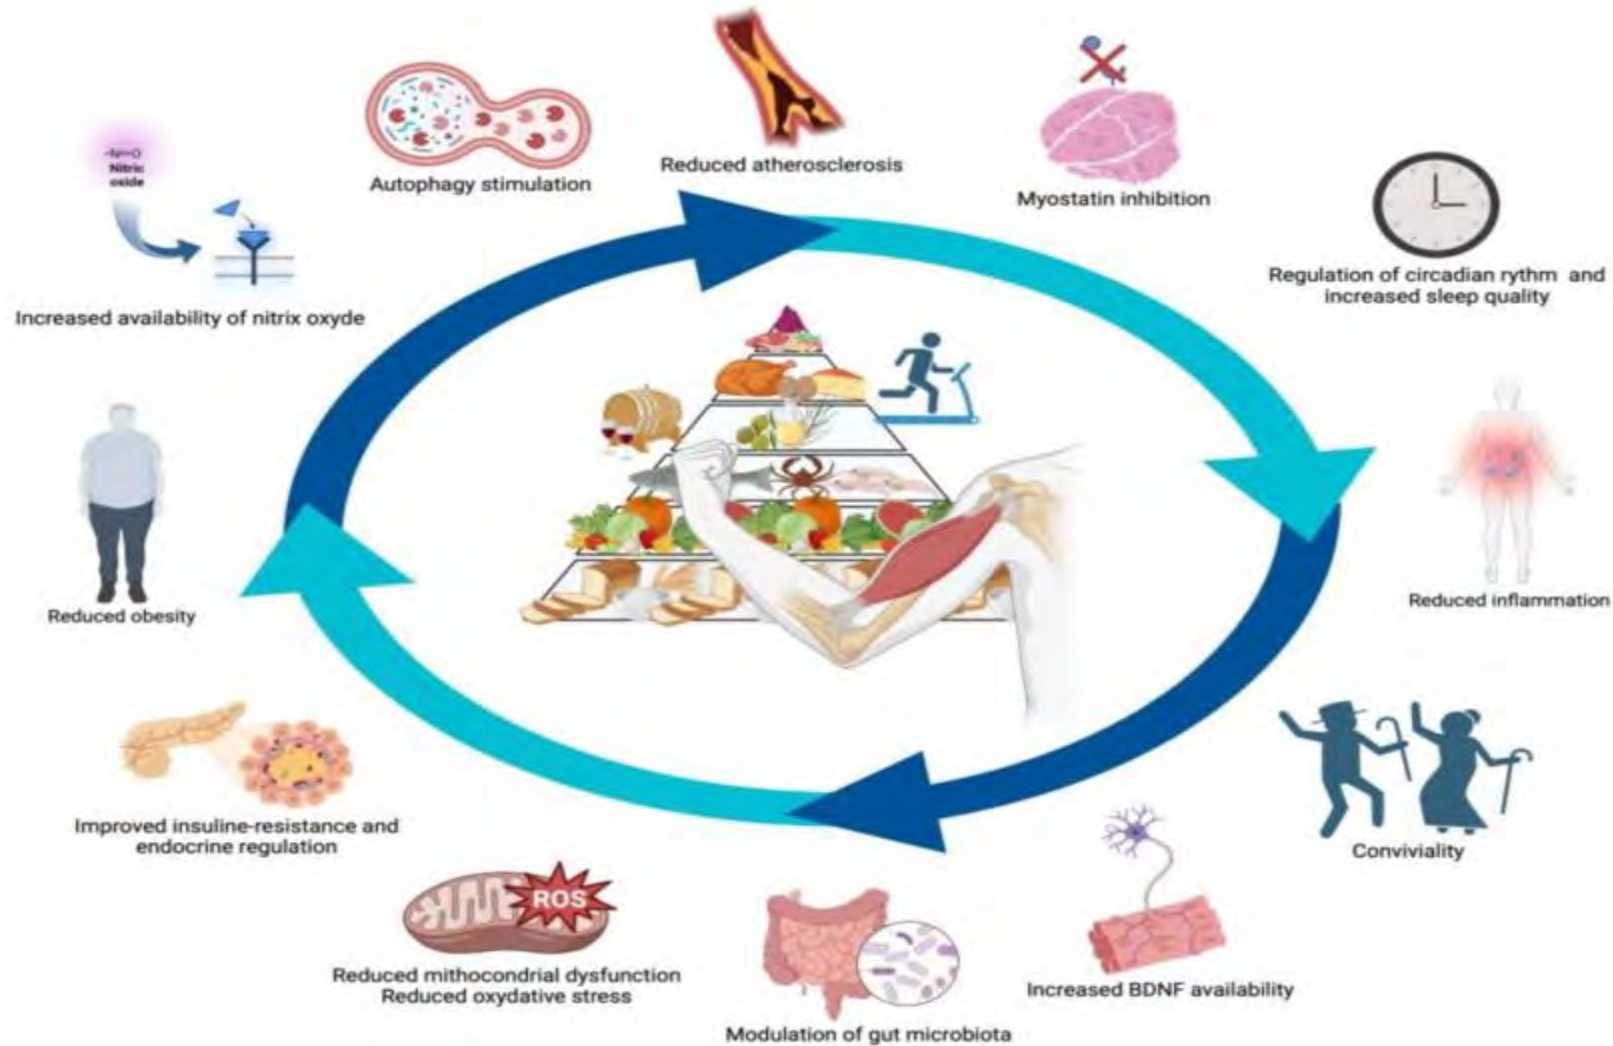 Reduced atherosclerosis
Autophagy stimulation
Myostatin inhibition
-N=O
Nitric
oxide
Increased availability of nitrix oxyde
Regulation of circadian rythm and
increased sleep quality
Reduced obesity
Reduced inflammation
Improved insuline-resistance and
endocrine regulation
Conviviality
ROS
Reduced mithocondrial dysfunction
Reduced oxydative stress
Increased BDNF availability
Modulation of gut microbiota